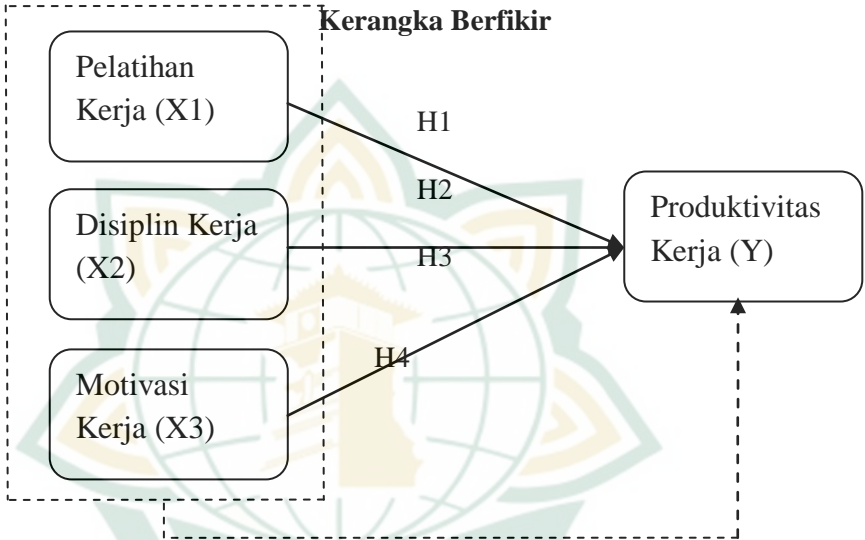 Kerangka Berfikir
Pelatihan
Kerja (X1)
H1
H2
Disiplin Kerja
(X2)
Produktivitas
Kerja (Y)
H3
H4
Motivasi
Kerja (X3)